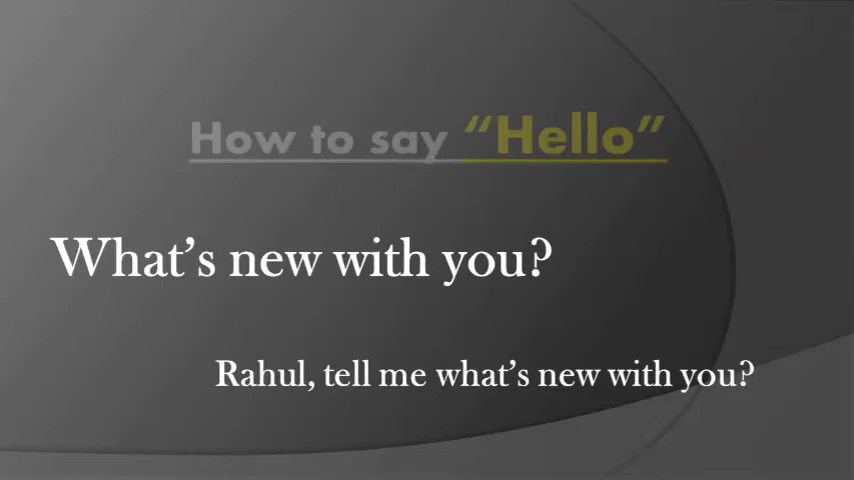 How to say “Hello”
What’s new with you?
Rahul, tell me what’s new with you?